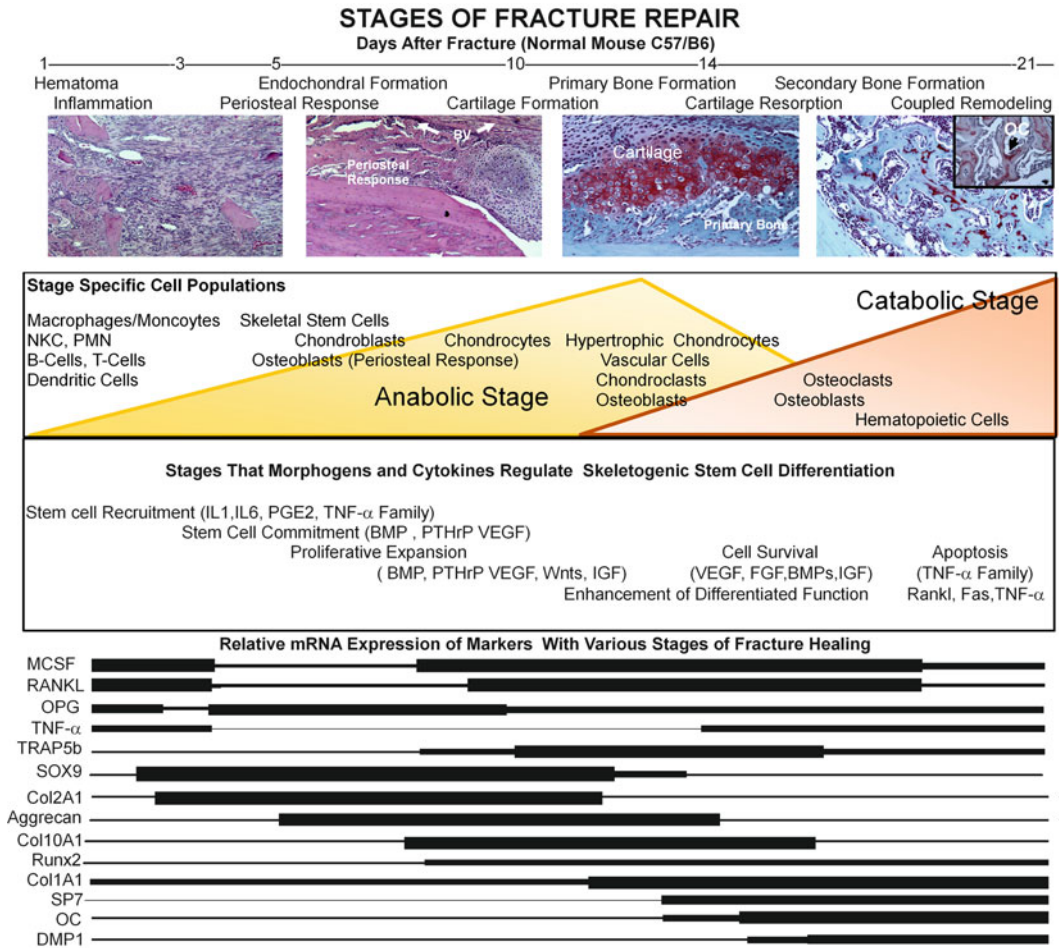 STAGES OF FRACTURE REPAIR
Days After Fracture (Normal Mouse C57/B6)
1 3 5 10 14 21
Hematoma Endochondral Formation Primary Bone Formation Secondary Bone Formation
Inflammation Periosteal Response Cartilage Formation Cartilage Resorption Coupled Remodeling
BV
Periosteal
Response
Cartilage
Primary Bone
OC
Stage Specific Cell Populations
Catabolic Stage
Macrophages/Moncoytes Skeletal Stem Cells
NKC, PMN Chondroblasts Chondrocytes Hypertrophic Chondrocytes
B-Cells, T-Cells Osteoblasts (Periosteal Response) Vascular Cells
Dendritic Cells Chondroclasts Osteoclasts
Anabolic Stage Osteoblasts Osteoblasts
Hematopoietic Cells
Stages That Morphogens and Cytokines Regulate Skeletogenic Stem Cell Differentiation
Stem cell Recruitment (IL1,IL6, PGE2, TNF-α Family)
Stem Cell Commitment (BMP , PTHrP VEGF)
Proliferative Expansion Cell Survival Apoptosis
( BMP, PTHrP VEGF, Wnts, IGF) (VEGF, FGF,BMPs,IGF) (TNF-α Family)
Enhancement of Differentiated Function Rankl, Fas,TNF-α
Relative mRNA Expression of Markers With Various Stages of Fracture Healing
MCSF
RANKL
OPG
TNF-α
TRAP5b
SOX9
Col2A1
Aggrecan
Col10A1
Runx2
Col1A1
SP7
OC
DMP1